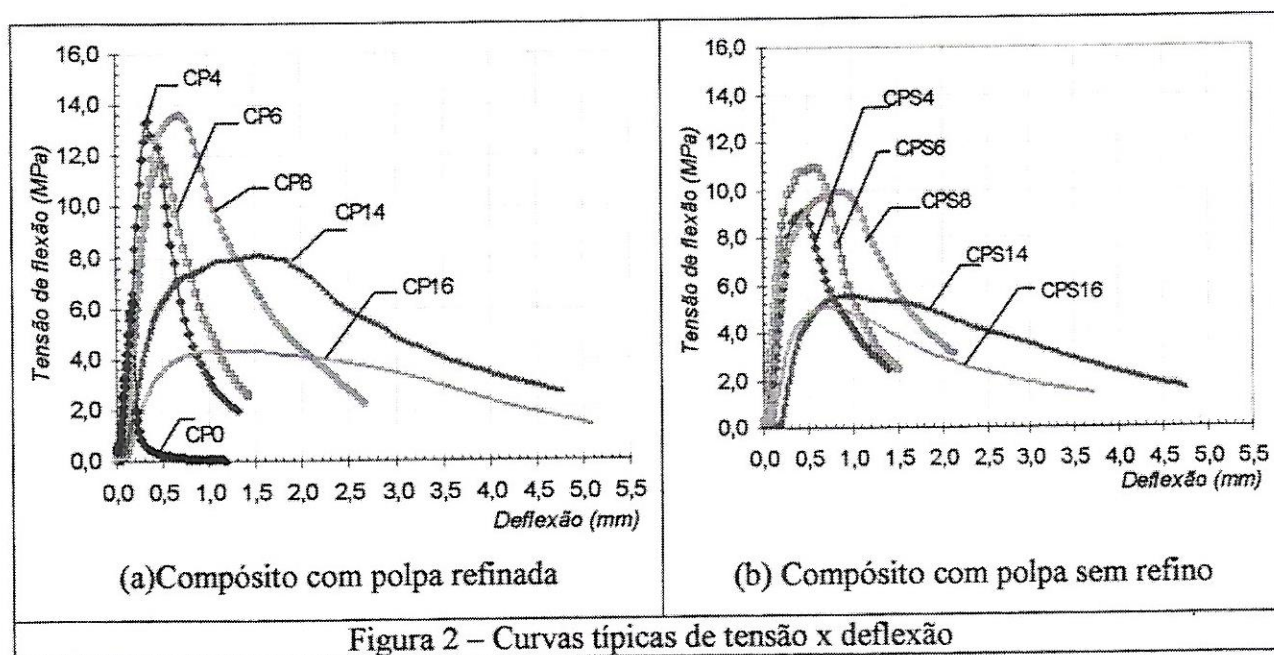 16,0
14,0
12,0
10,0
8,0
6,0
4,0
2,0
0,0
Tensão de flexão (MPa)
CP4
CP6
CP8
CP14
CP16
CP0
0,0 0,5 1,0 1,5 2,0 2,5 3,0 3,5 4,0 4,5 5,0 5,5
Deflexão (mm)
(a)Compósito com polpa refinada
16,0
14,0
12,0
10,0
8,0
6,0
4,0
2,0
0,0
Tensão de flexão (MPa)
CPS4
CPS6
CPS8
CPS14
CPS16
0,0 0,5 1,0 1,5 2,0 2,5 3,0 3,5 4,0 4,5 5,0 5,5
Deflexão (mm)
(b) Compósito com polpa sem refino
Figura 2 – Curvas típicas de tensão x deflexão